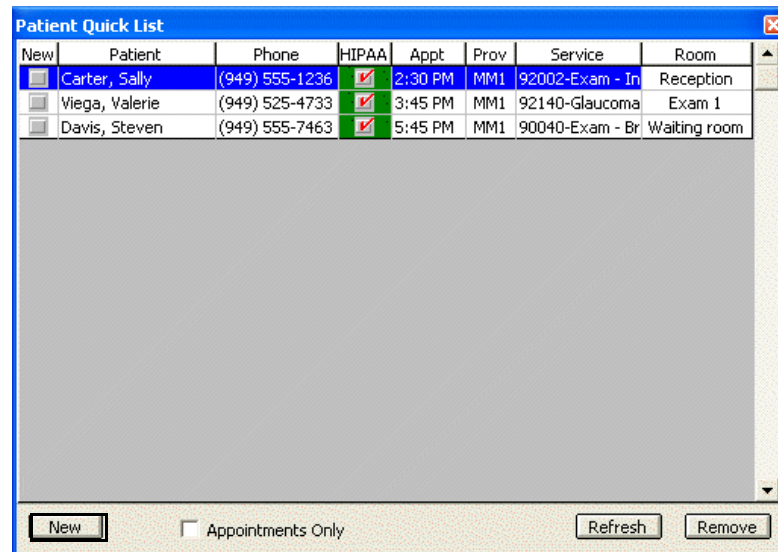 Patient Quick List
New Patient Phone HIPAA Appt Prov Service Room
Carter, Sally (949) 555-1236 2:30 PM MM1 92002-Exam - In Reception
Viega, Valerie (949) 525-4733 3:45 PM MM1 92140-Glaucoma Exam 1
Davis, Steven (949) 555-7463 5:45 PM MM1 90040-Exam - Br Waiting room
New Appointments Only Refresh Remove